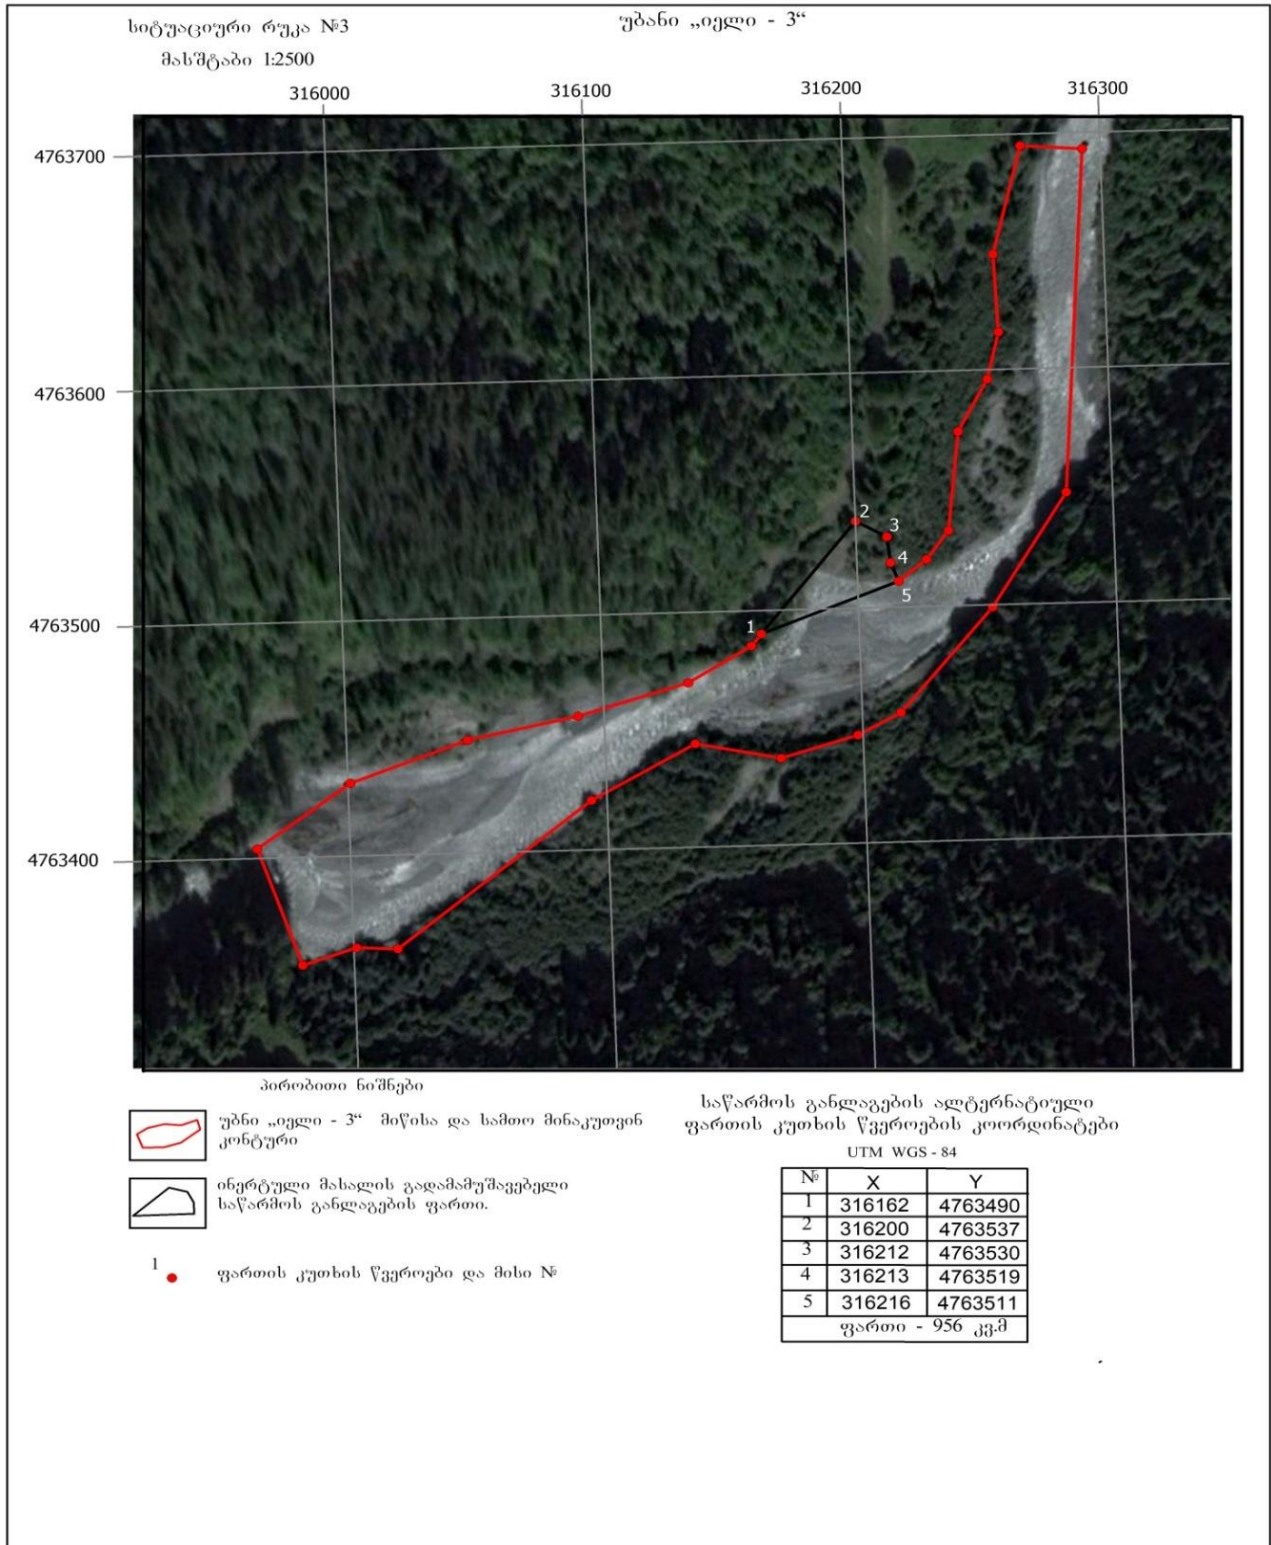 სიტუაციური რუკა №3
უბანი „იელი - 3“
მასშტაბი 1:2500
316000
316100
316200
316300
4763700
4763600
4763500
4763400
2
3
4
5
1
პირობითი ნიშნები
უბნი „იელი - 3“ მიწისა და სამთო მინაკუთვნ
კონტური
ინერტული მასალის გადამამუშავებელი
საწარმოს განლაგების ფართი.
1
ფართის კუთხის წვეროები და მისი №
საწარმოს განლაგების ალტერნატიული
ფართის კუთხის წვეროების კოორდინატები
UTM WGS - 84
№ X Y
1 316162 4763490
2 316200 4763537
3 316212 4763530
4 316213 4763519
5 316216 4763511
ფართი - 956 კვ.მ